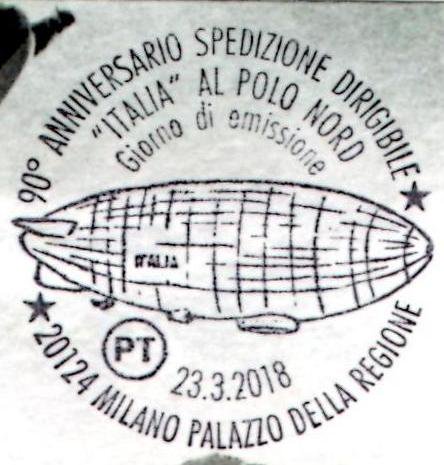 90° ANNIVERSARIO SPEDIZIONE DIRIGIBILE
"ITALIA" AL POLO NORD
Giorno di emissione
ITALIA
PT
23.3.2018
20124 MILANO PALAZZO DELLA REGIONE